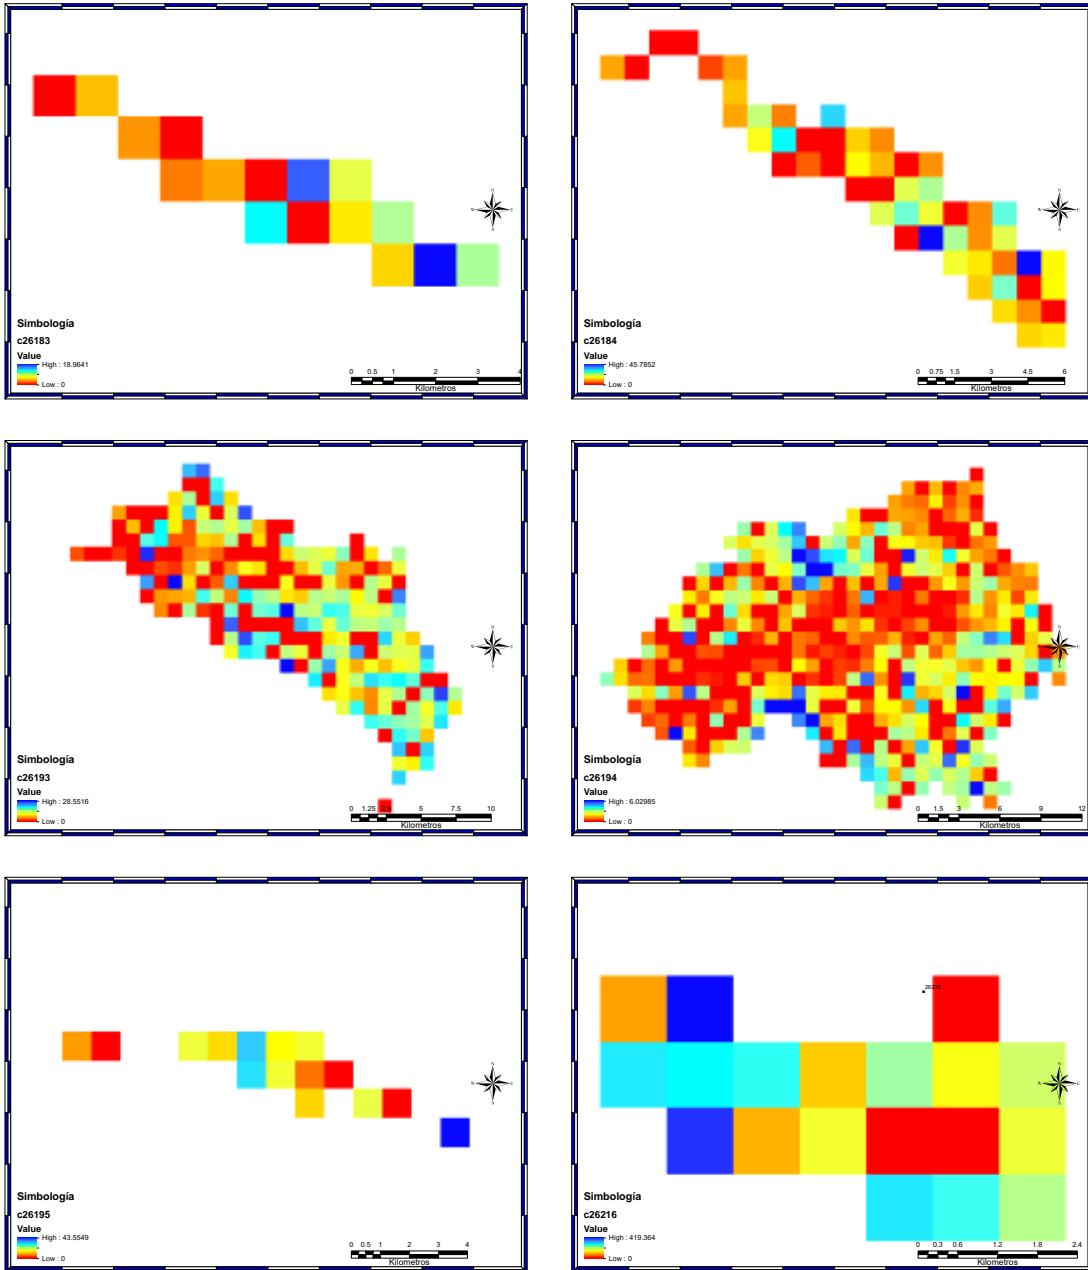 N
W E
S
Simbología
c26183
Value
High : 18.9641
Low : 0
0 0.5 1 2 3 4
Kilometros
N
W E
S
Simbología
c26184
Value
High : 45.7852
Low : 0
0 0.75 1.5 3 4.5 6
Kilometros
N
W E
S
Simbología
c26193
Value
High : 28.5516
Low : 0
0 1.25 2.5 5 7.5 10
Kilometros
N
W E
S
Simbología
c26194
Value
High : 6.02985
Low : 0
0 1.5 3 6 9 12
Kilometros
N
W E
S
Simbología
c26195
Value
High : 43.5549
Low : 0
0 0.5 1 2 3 4
Kilometros
26216
N
W E
S
Simbología
c26216
Value
High : 419.364
Low : 0
0 0.3 0.6 1.2 1.8 2.4
Kilometros